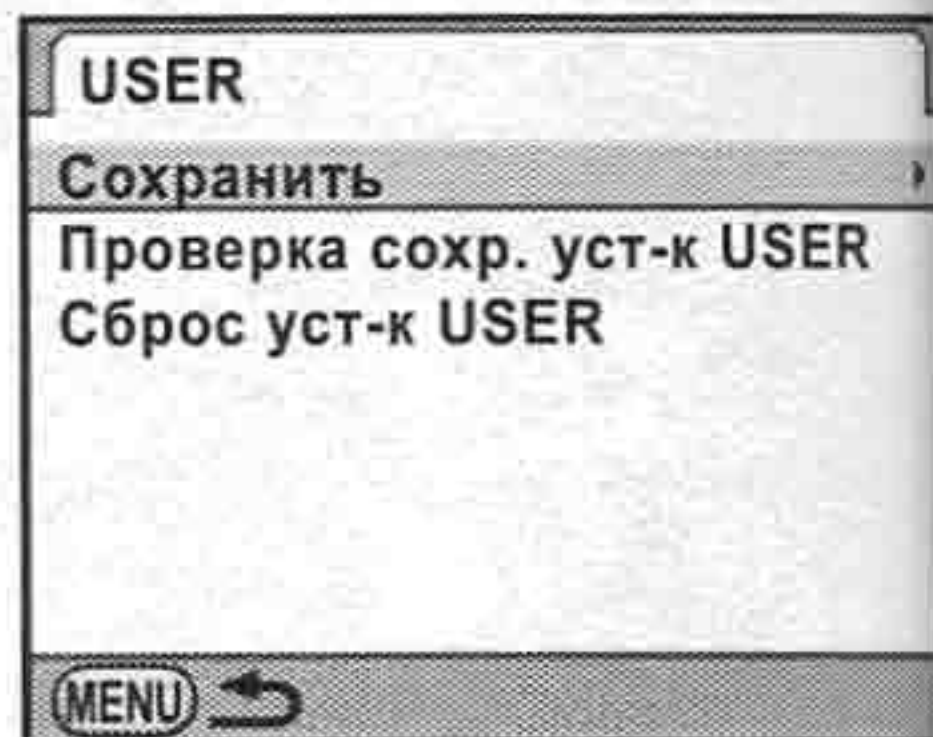 USER
Сохранить
Проверка сохр. уст-к USER
Сброс уст-к USER
MENU